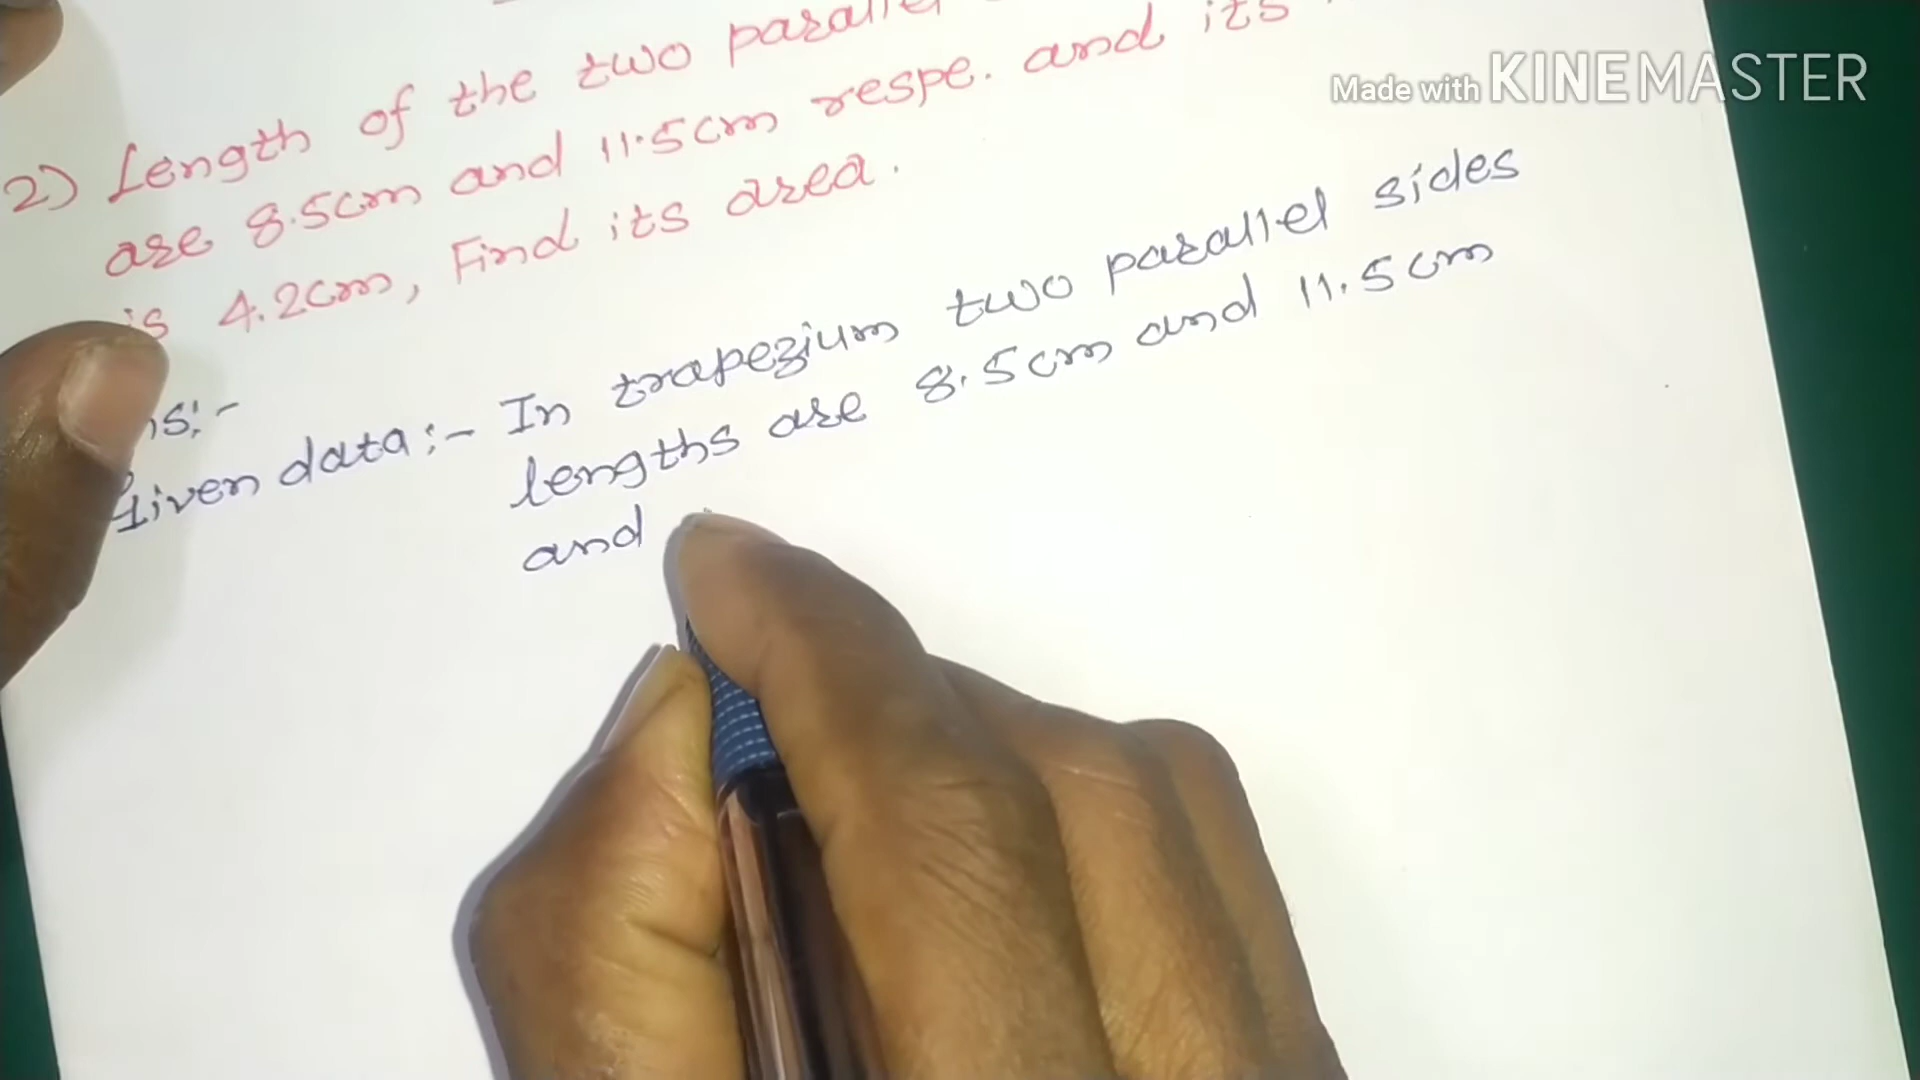 2) Length of the two parallel
are 8.5cm and 11.5cm respe. and its
is 4.2cm, Find its area.
Given data:- In trapezium two parallel sides
lengths are 8.5cm and 11.5cm
and
Made with KINEMASTER